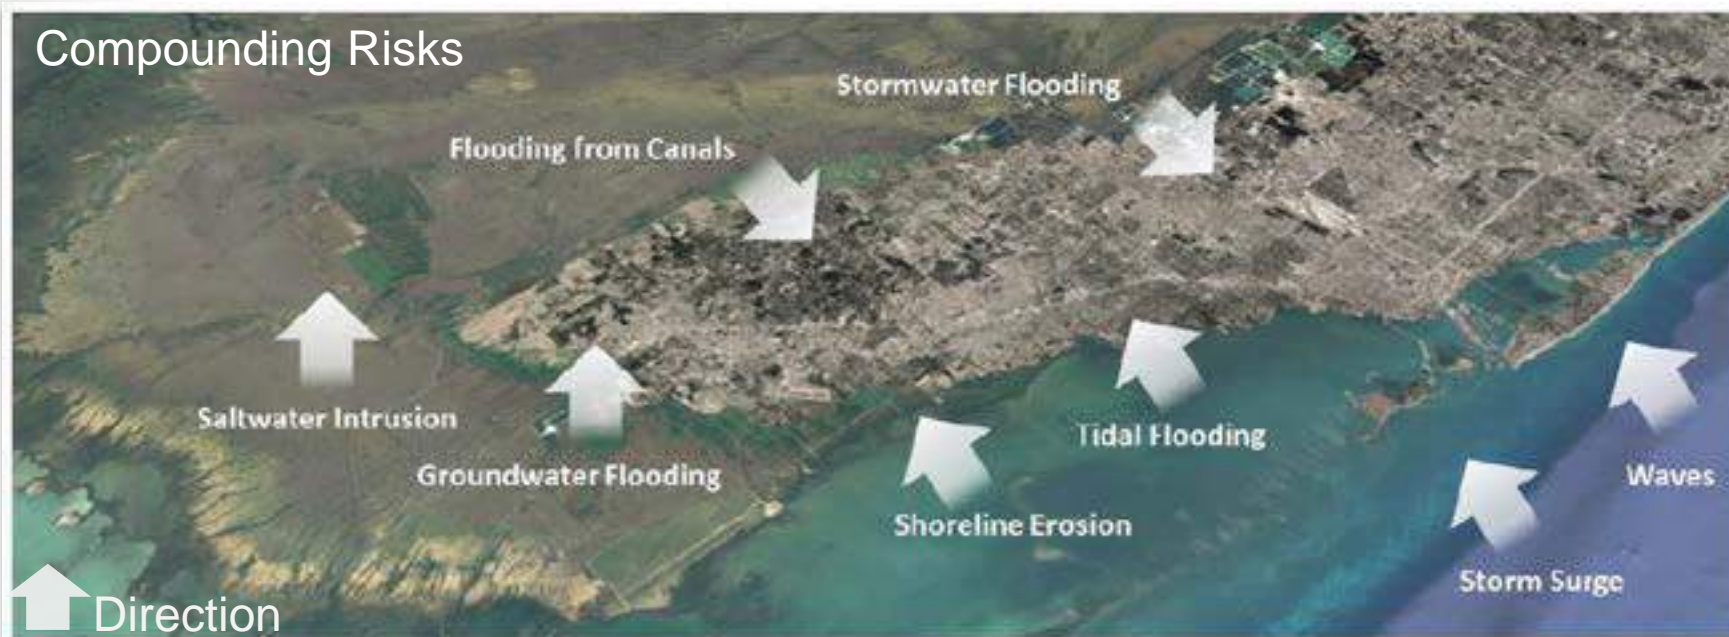 Compounding Risks
Stormwater Flooding
Flooding from Canals
Saltwater Intrusion
Groundwater Flooding
Tidal Flooding
Waves
Shoreline Erosion
Storm Surge
Direction